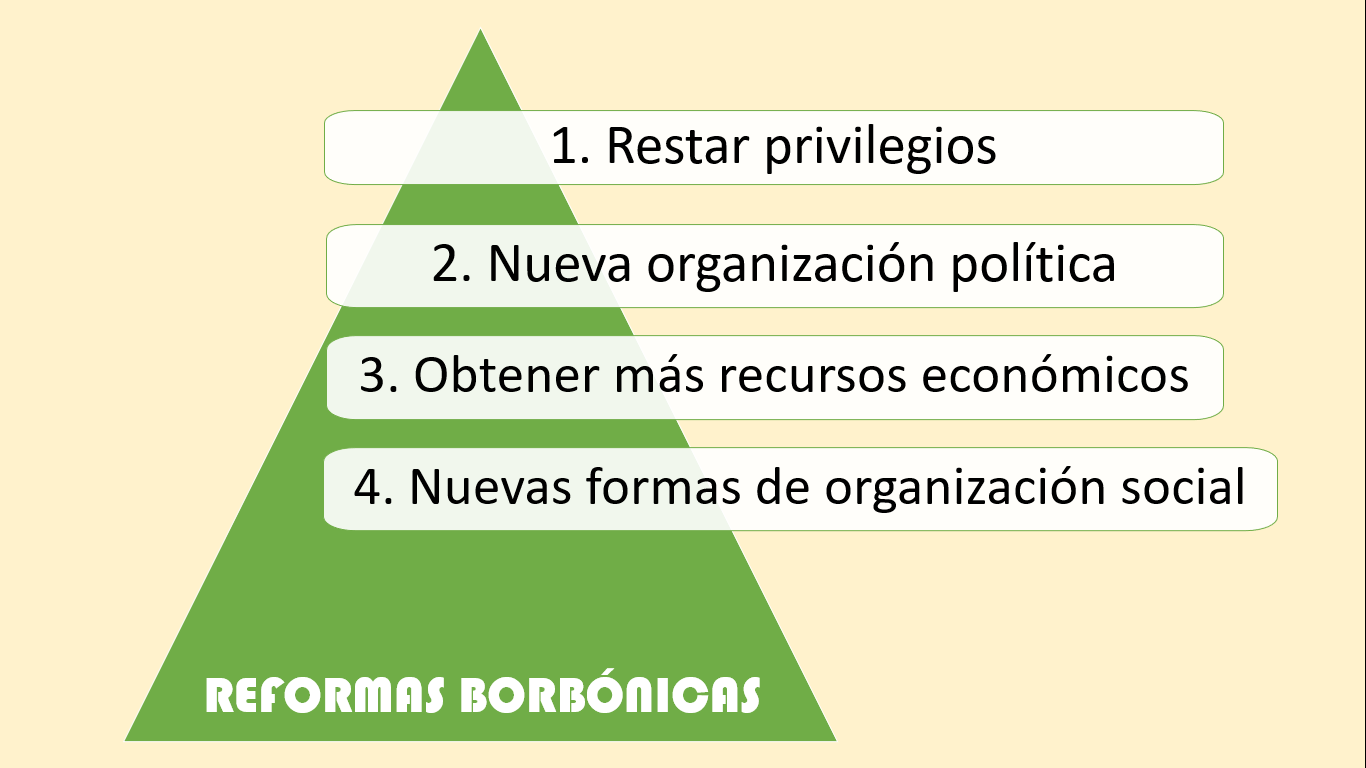 1. Restar privilegios
2. Nueva organización política
3. Obtener más recursos económicos
4. Nuevas formas de organización social
REFORMAS BORBÓNICAS